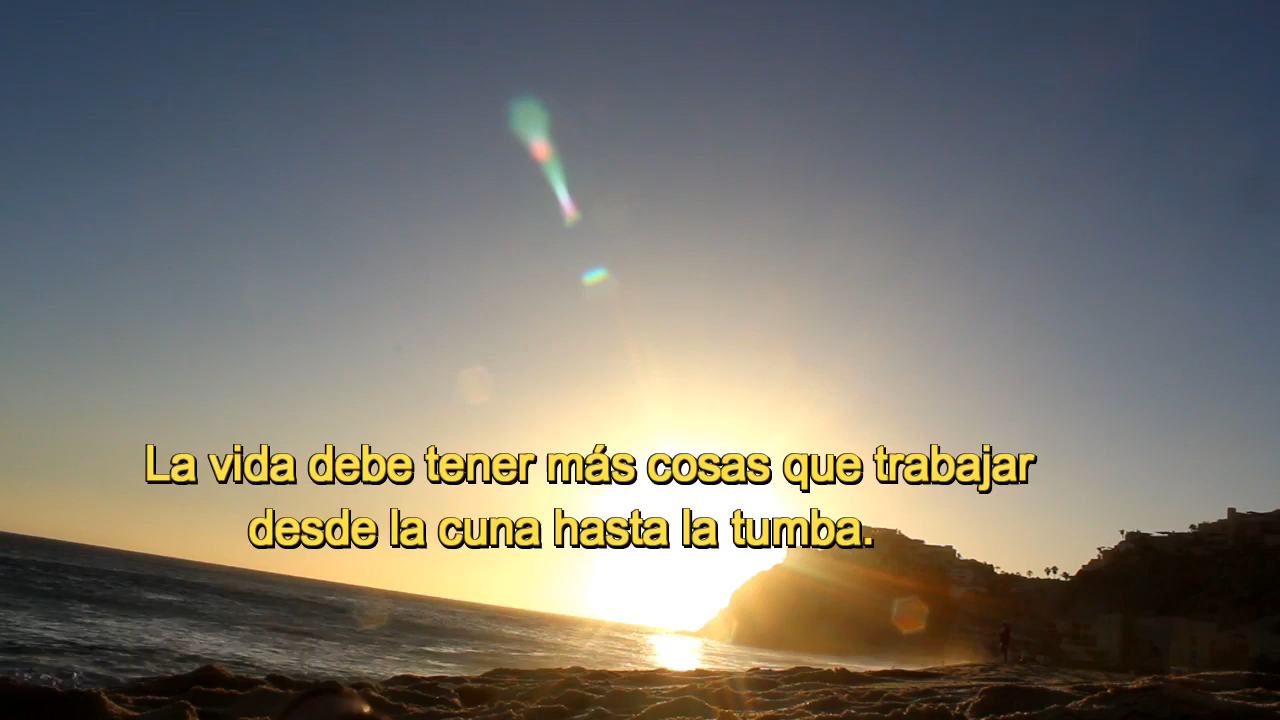 La vida debe tener más cosas que trabajar
desde la cuna hasta la tumba.